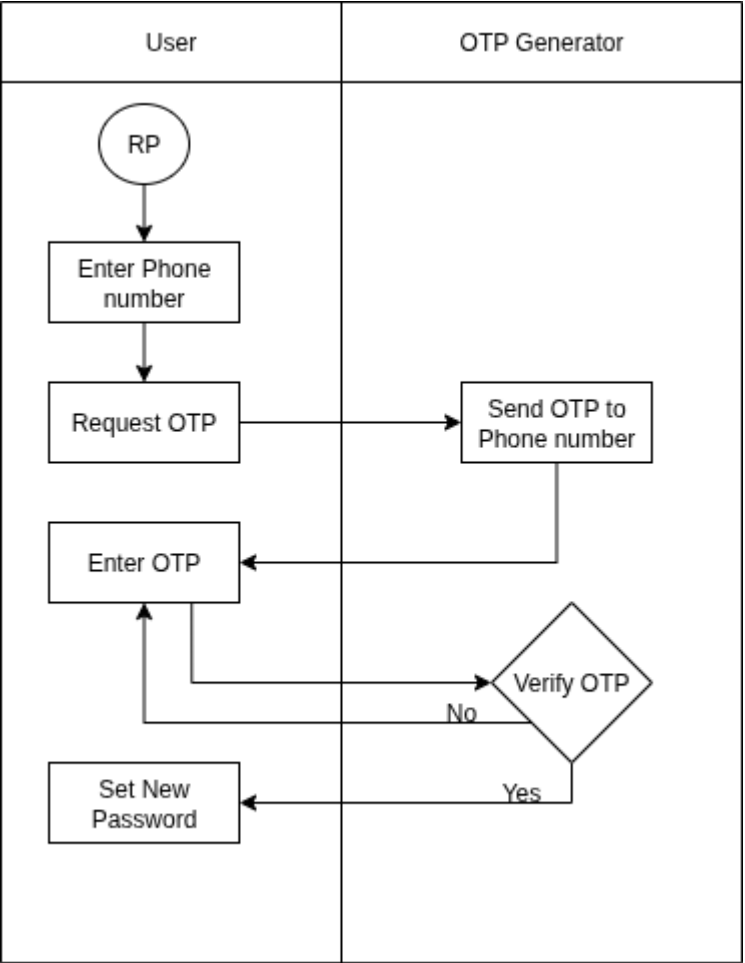 User
OTP Generator
RP
Enter Phone
number
Request OTP
Send OTP to
Phone number
Enter OTP
Verify OTP
No
Set New
Password
Yes